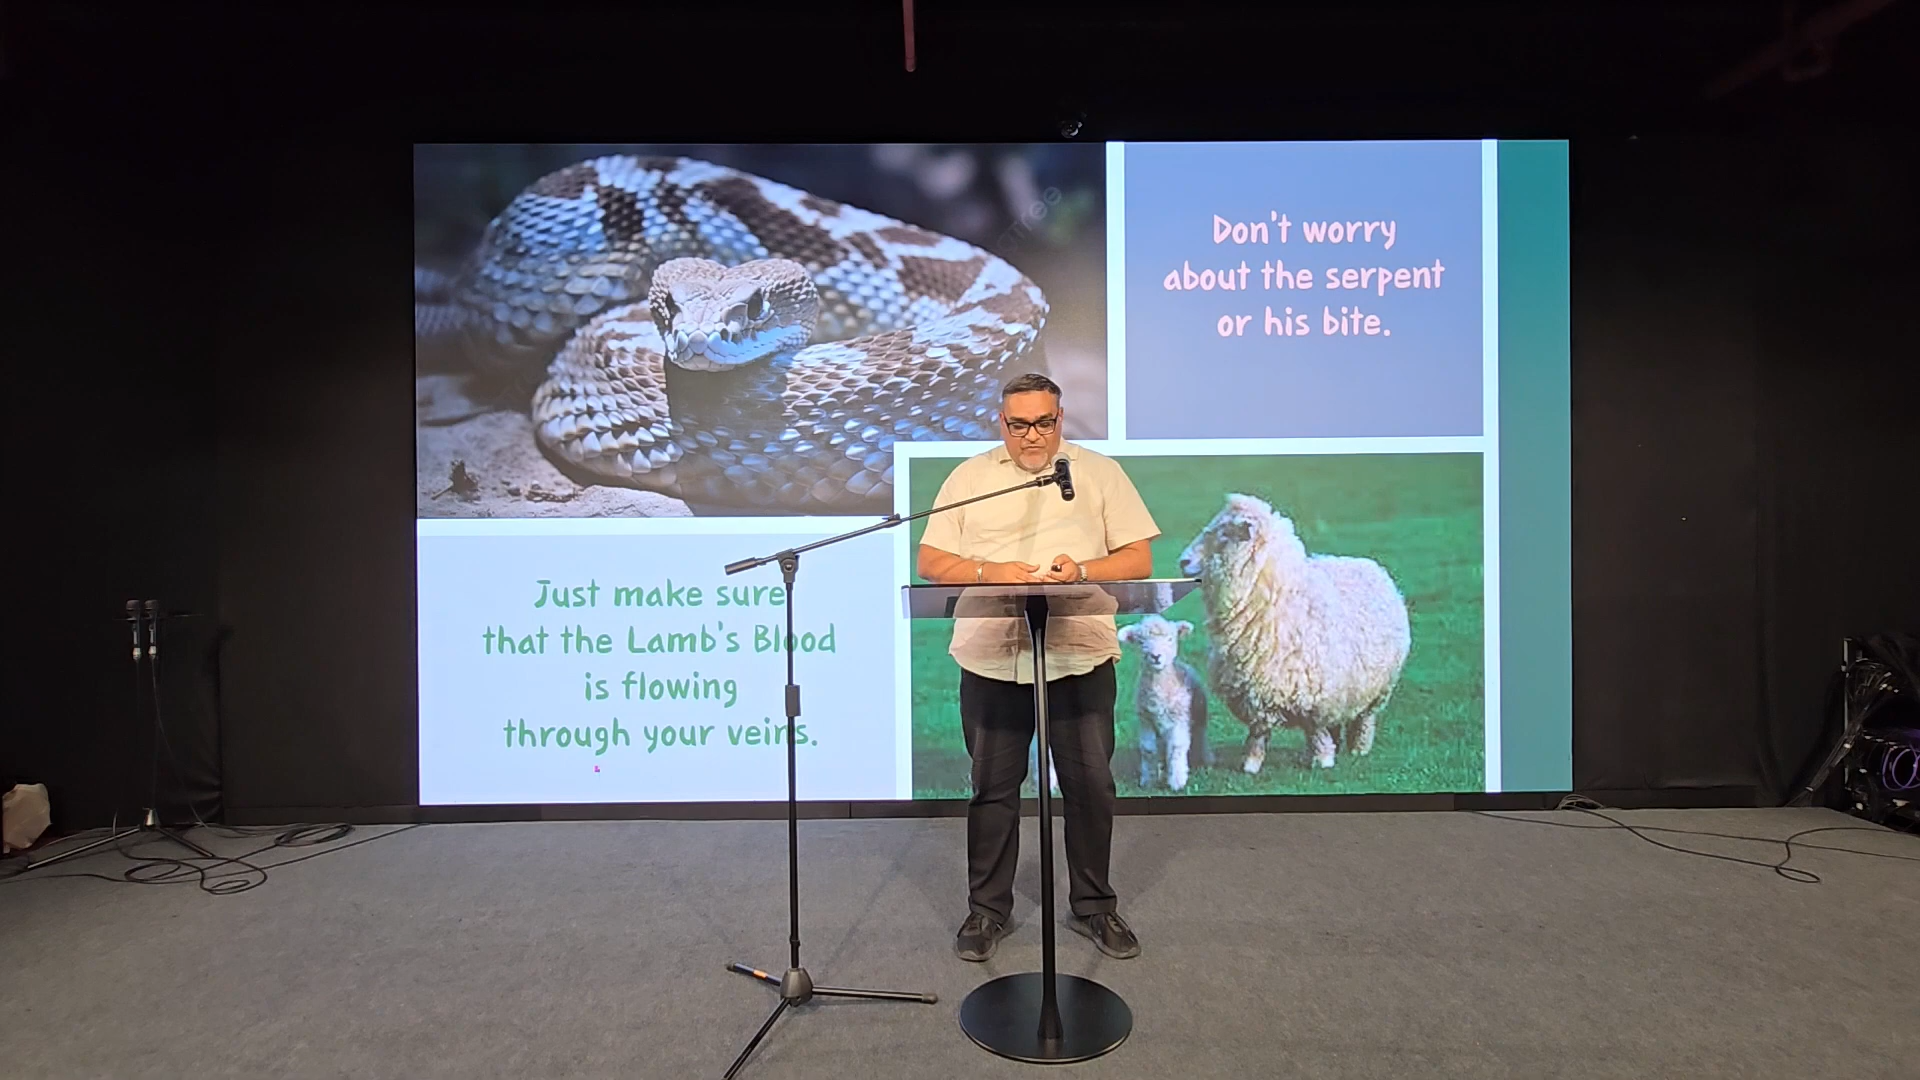 Don't worry
about the serpent
or his bite.
Just make sure
that the Lamb's Blood
is flowing
through your veins.